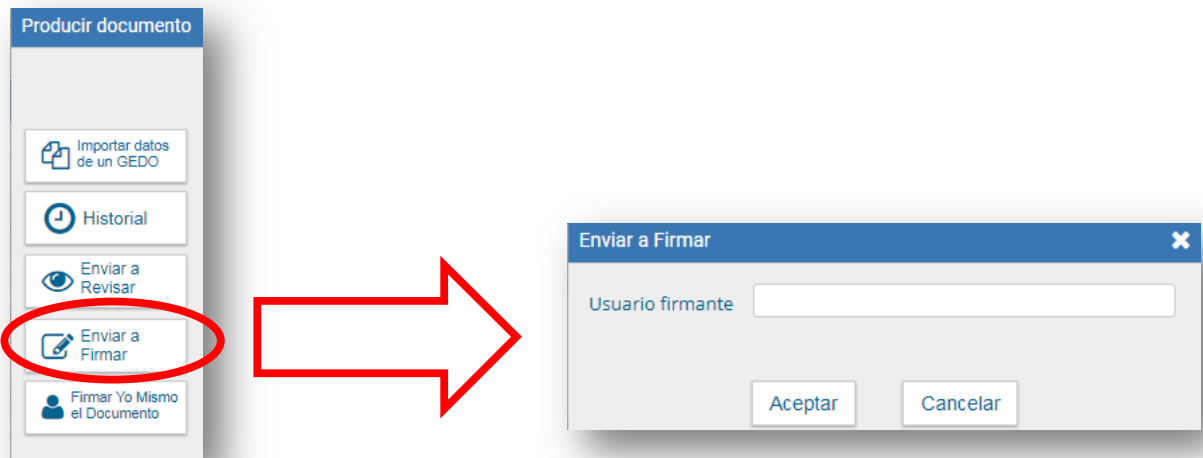 Producir documento
Importar datos
de un GEDO
Historial
Enviar a
Revisar
Enviar a
Firmar
Firmar Yo Mismo
el Documento
Enviar a Firmar
Usuario firmante
Aceptar
Cancelar